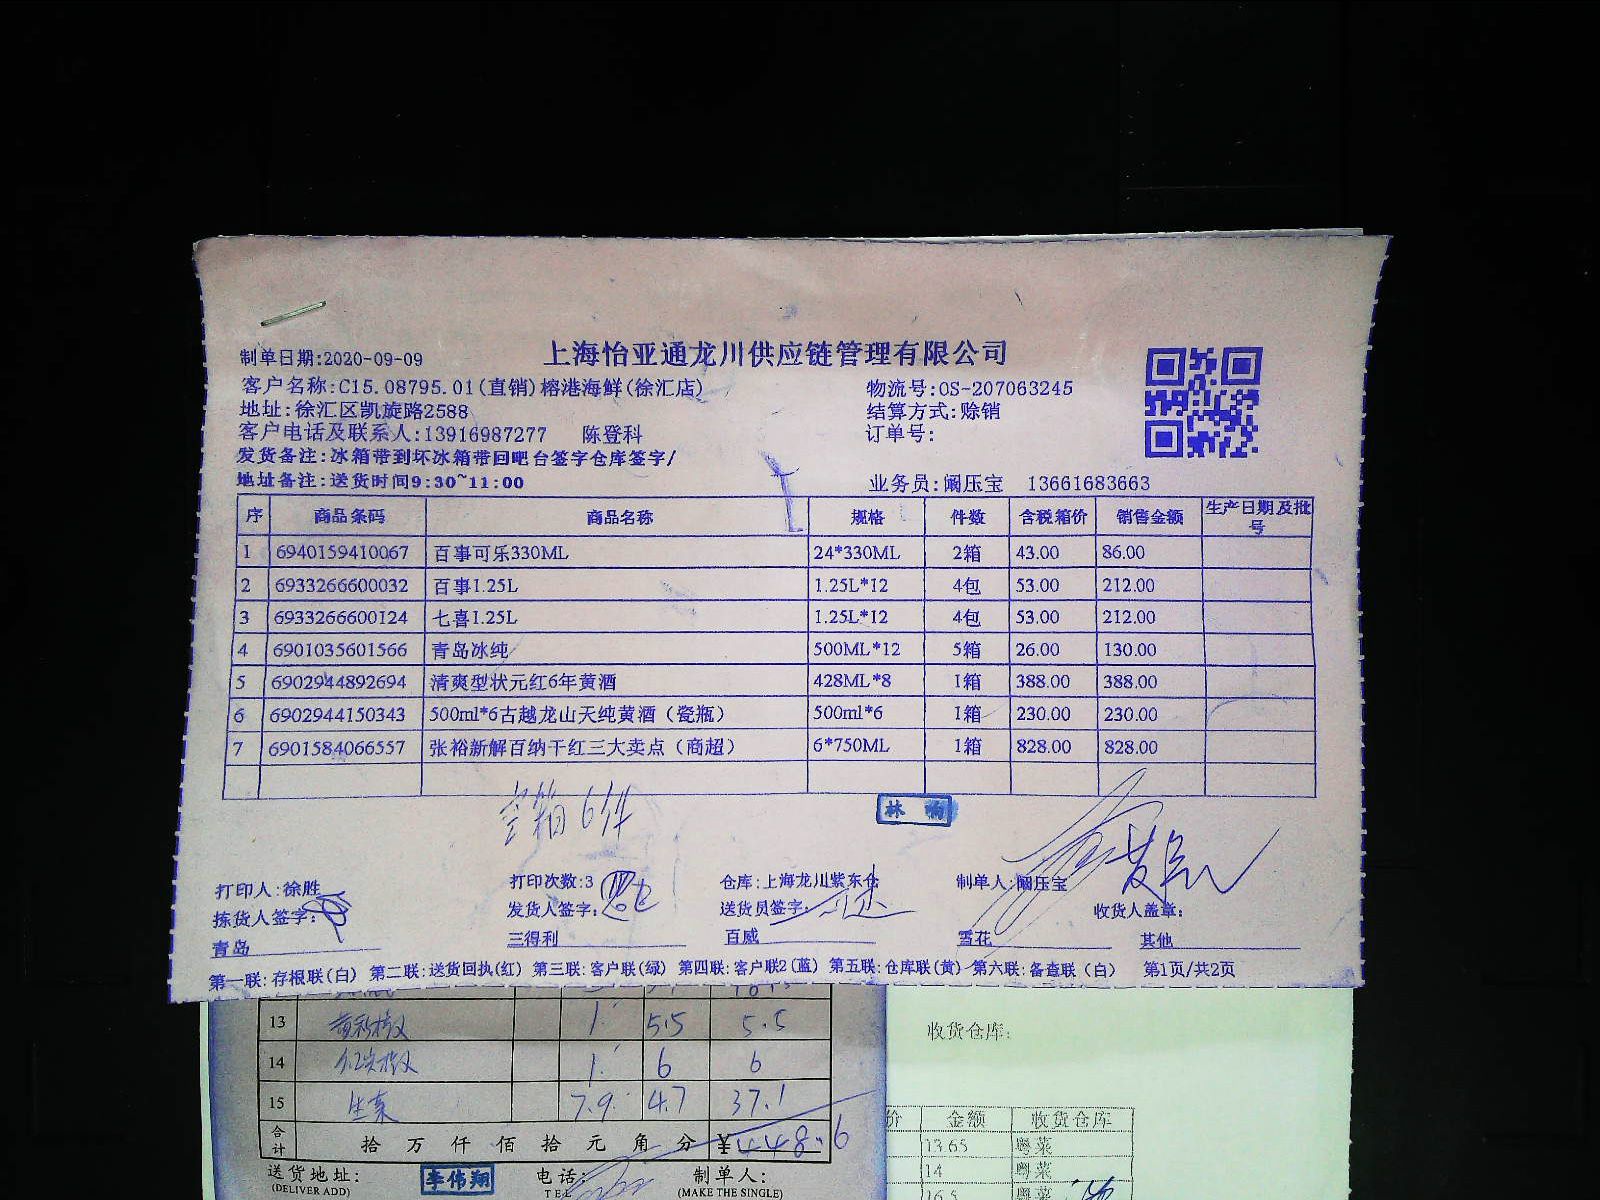 制单日期:2020-09-09
上海怡亚通龙川供应链管理有限公司
客户名称:C15.08795.01(直销)榕港海鲜(徐汇店)
物流号:OS-207063245
地址:徐汇区凯旋路2588
结算方式:赊销
客户电话及联系人:13916987277 陈登科
订单号:
发货备注:冰箱带到坏冰箱带回吧台签字仓库签字/
地址备注:送货时间9:30~11:00
业务员:阚压宝 13661683663
序 商品条码 商品名称 规格 件数 含税箱价 销售金额 生产日期及批号
1 6940159410067 百事可乐330ML 24*330ML 2箱 43.00 86.00
2 6933266600032 百事1.25L 1.25L*12 4包 53.00 212.00
3 6933266600124 七喜1.25L 1.25L*12 4包 53.00 212.00
4 6901035601566 青岛冰纯 500ML*12 5箱 26.00 130.00
5 6902944892694 清爽型状元红6年黄酒 428ML*8 1箱 388.00 388.00
6 6902944150343 500ml*6古越龙山天纯黄酒（瓷瓶） 500ml*6 1箱 230.00 230.00
7 6901584066557 张裕新解百纳干红三大卖点（商超） 6*750ML 1箱 828.00 828.00
空箱6件
打印人:徐胜 打印次数:3 仓库:上海龙川紫东仓 制单人:阚压宝
拣货人签字: 发货人签字: 送货员签字: 收货人盖章:
青岛 三得利 百威 雪花 其他
第一联:存根联(白) 第二联:送货回执(红) 第三联:客户联(绿) 第四联:客户联2(蓝) 第五联:仓库联(黄) 第六联:备查联（白） 第1页/共2页
13 1 5.5 5.5
14 1 6 6
15 生菜 7.9 4.7 37.1
合计 拾 万 仟 佰 拾 元 角 分 ¥448.6
送货地址: 李伟翔 电话: 制单人:
(DELIVER ADD) TEL (MAKE THE SINGLE)
收货仓库:
价 金额 收货仓库
13.65 粤菜
14 粤菜
16.5 粤菜